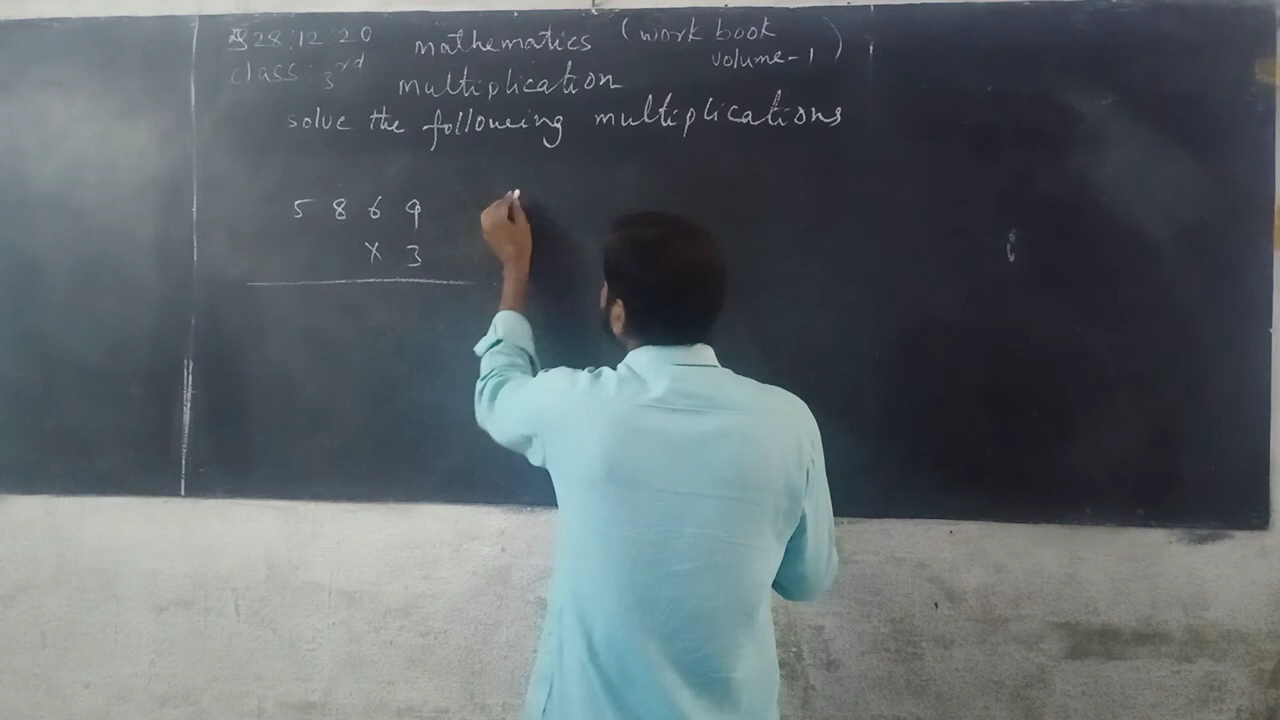 28:12:20 mathematics (work book
class: 3rd volume-1)
multiplication
solve the following multiplications
5 8 6 9
x 3